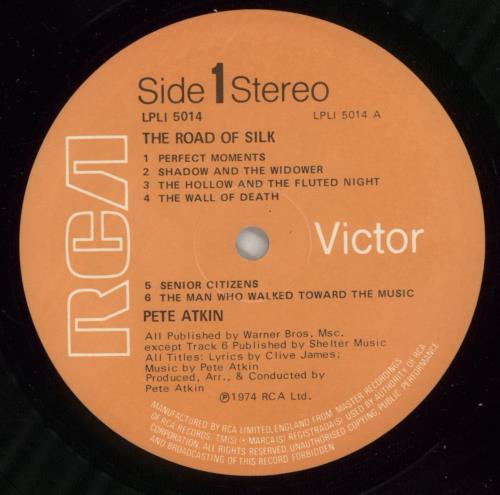 Side 1 Stereo
LPLI 5014 LPLI 5014 A
THE ROAD OF SILK
1 PERFECT MOMENTS
2 SHADOW AND THE WIDOWER
3 THE HOLLOW AND THE FLUTED NIGHT
4 THE WALL OF DEATH
RCA
Victor
5 SENIOR CITIZENS
6 THE MAN WHO WALKED TOWARD THE MUSIC
PETE ATKIN
All Published by Warner Bros. Msc.
except Track 6 Published by Shelter Music
All Titles: Lyrics by Clive James;
Music by Pete Atkin
Produced, Arr., & Conducted by
Pete Atkin
℗1974 RCA Ltd.
MANUFACTURED BY RCA LIMITED, ENGLAND FROM MASTER RECORDINGS
OF RCA RECORDS. TM(S) ® MARCA(S) REGISTRADA(S) USED BY AUTHORITY OF RCA
CORPORATION. ALL RIGHTS RESERVED. UNAUTHORISED COPYING, PUBLIC PERFORMANCE
AND BROADCASTING OF THIS RECORD FORBIDDEN